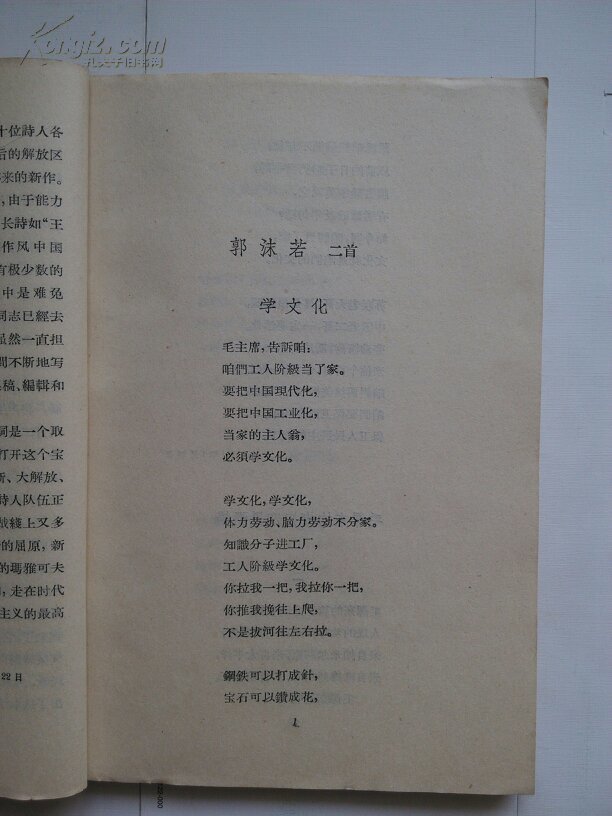 Kongfz.com
孔夫子旧书网
十位詩人各
后的解放区
来的新作。
,由于能力
长詩如“王
作风中国
有极少数的
中是难免
同志已經去
虽然一直担
間不断地写
稿、編輯和
詞是一个取
打开这个宝
新、大解放、
詩人队伍正
战綫上又多
的屈原,新
的瑪雅可夫
,走在时代
主义的最高
22日
郭沫若 二首
学文化
毛主席,告訴咱,
咱們工人阶級当了家。
要把中国現代化,
要把中国工业化,
当家的主人翁,
必須学文化。
学文化,学文化,
体力劳动、脑力劳动不分家。
知識分子进工厂,
工人阶級学文化。
你拉我一把,我拉你一把,
你推我挽往上爬,
不是拔河往左右拉。
鋼鉄可以打成針,
宝石可以鑽成花,
1